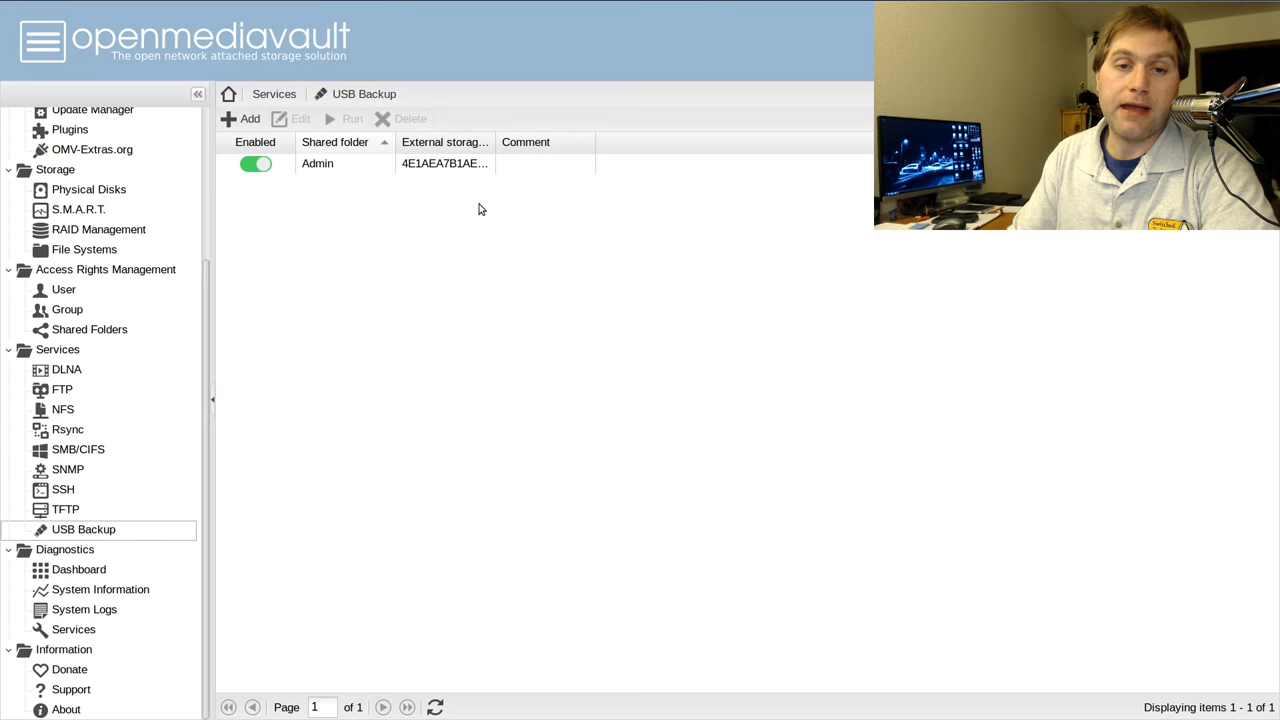 openmediavault
The open network attached storage solution
Update Manager
Plugins
OMV-Extras.org
Storage
Physical Disks
S.M.A.R.T.
RAID Management
File Systems
Access Rights Management
User
Group
Shared Folders
Services
DLNA
FTP
NFS
Rsync
SMB/CIFS
SNMP
SSH
TFTP
USB Backup
Diagnostics
Dashboard
System Information
System Logs
Services
Information
Donate
Support
About
Services USB Backup
Add Edit Run Delete
Enabled Shared folder External storag... Comment
Admin 4E1AEA7B1AE...
Page 1 of 1
Displaying items 1 - 1 of 1